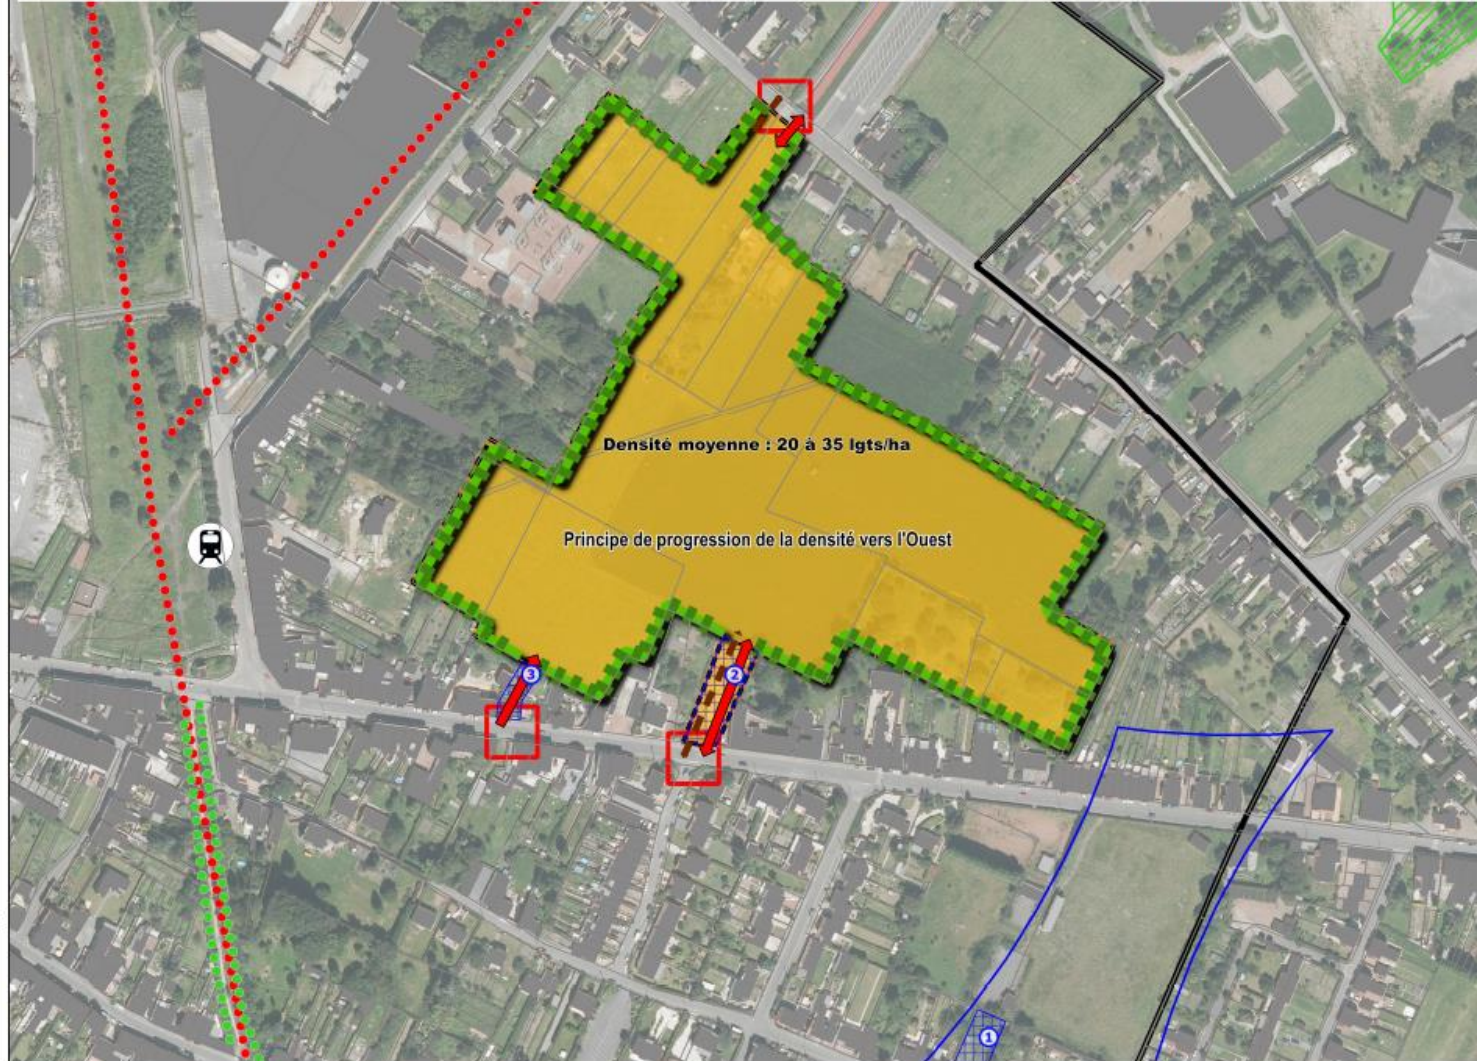 Densité moyenne : 20 à 35 lgts/ha
Principe de progression de la densité vers l'Ouest
3
2
1